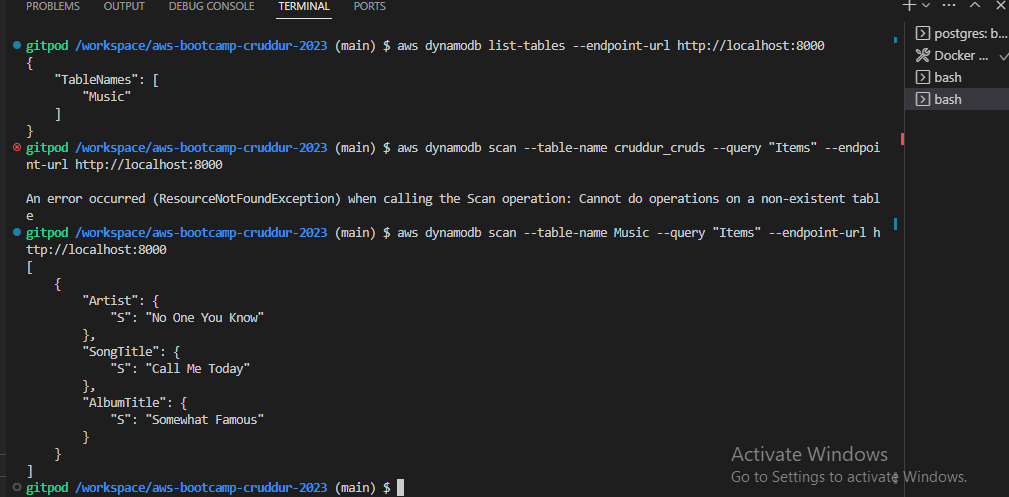 PROBLEMS OUTPUT DEBUG CONSOLE TERMINAL PORTS
gitpod /workspace/aws-bootcamp-cruddur-2023 (main) $ aws dynamodb list-tables --endpoint-url http://localhost:8000
{
    "TableNames": [
        "Music"
    ]
}
gitpod /workspace/aws-bootcamp-cruddur-2023 (main) $ aws dynamodb scan --table-name cruddur_cruds --query "Items" --endpoi
nt-url http://localhost:8000
An error occurred (ResourceNotFoundException) when calling the Scan operation: Cannot do operations on a non-existent tabl
e
gitpod /workspace/aws-bootcamp-cruddur-2023 (main) $ aws dynamodb scan --table-name Music --query "Items" --endpoint-url h
ttp://localhost:8000
[
    {
        "Artist": {
            "S": "No One You Know"
        },
        "SongTitle": {
            "S": "Call Me Today"
        },
        "AlbumTitle": {
            "S": "Somewhat Famous"
        }
    }
]
gitpod /workspace/aws-bootcamp-cruddur-2023 (main) $
postgres: b...
Docker ...
bash
bash
Activate Windows
Go to Settings to activate Windows.